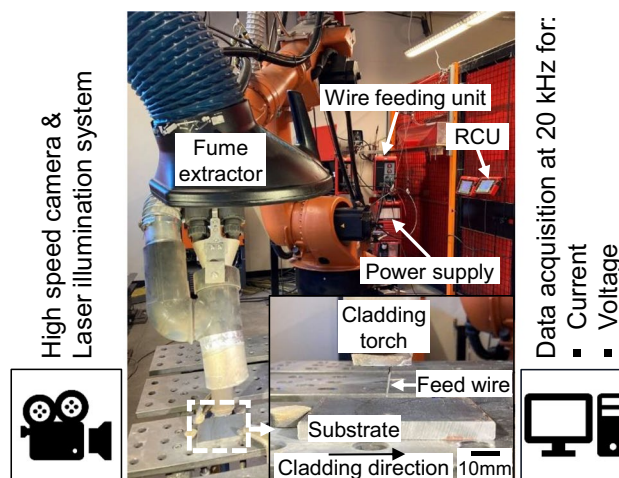 High speed camera &
Laser illumination system
Fume
extractor
Wire feeding unit
RCU
Power supply
Cladding
torch
Feed wire
Substrate
Cladding direction
10mm
Data acquisition at 20 kHz for:
▪ Current
▪ Voltage